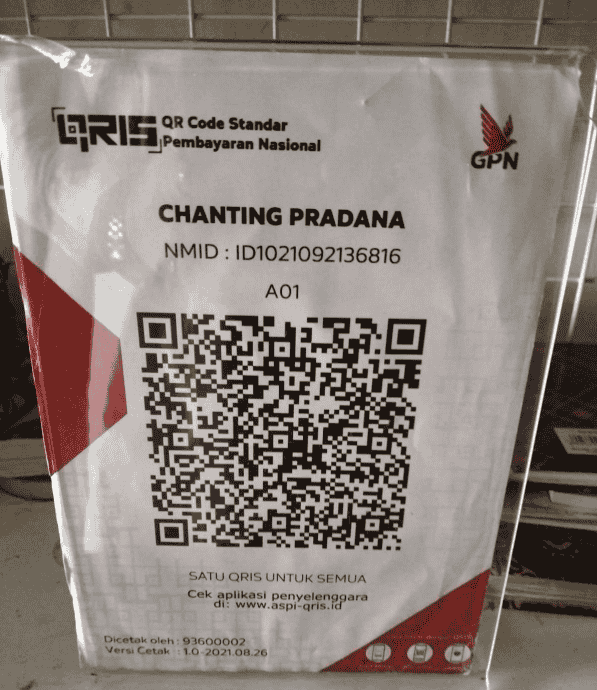 QRIS QR Code Standar
Pembayaran Nasional
GPN
CHANTING PRADANA
NMID : ID1021092136816
A01
SATU QRIS UNTUK SEMUA
Cek aplikasi penyelenggara
di: www.aspi-qris.id
Dicetak oleh : 93600002
Versi Cetak : 1.0-2021.08.26